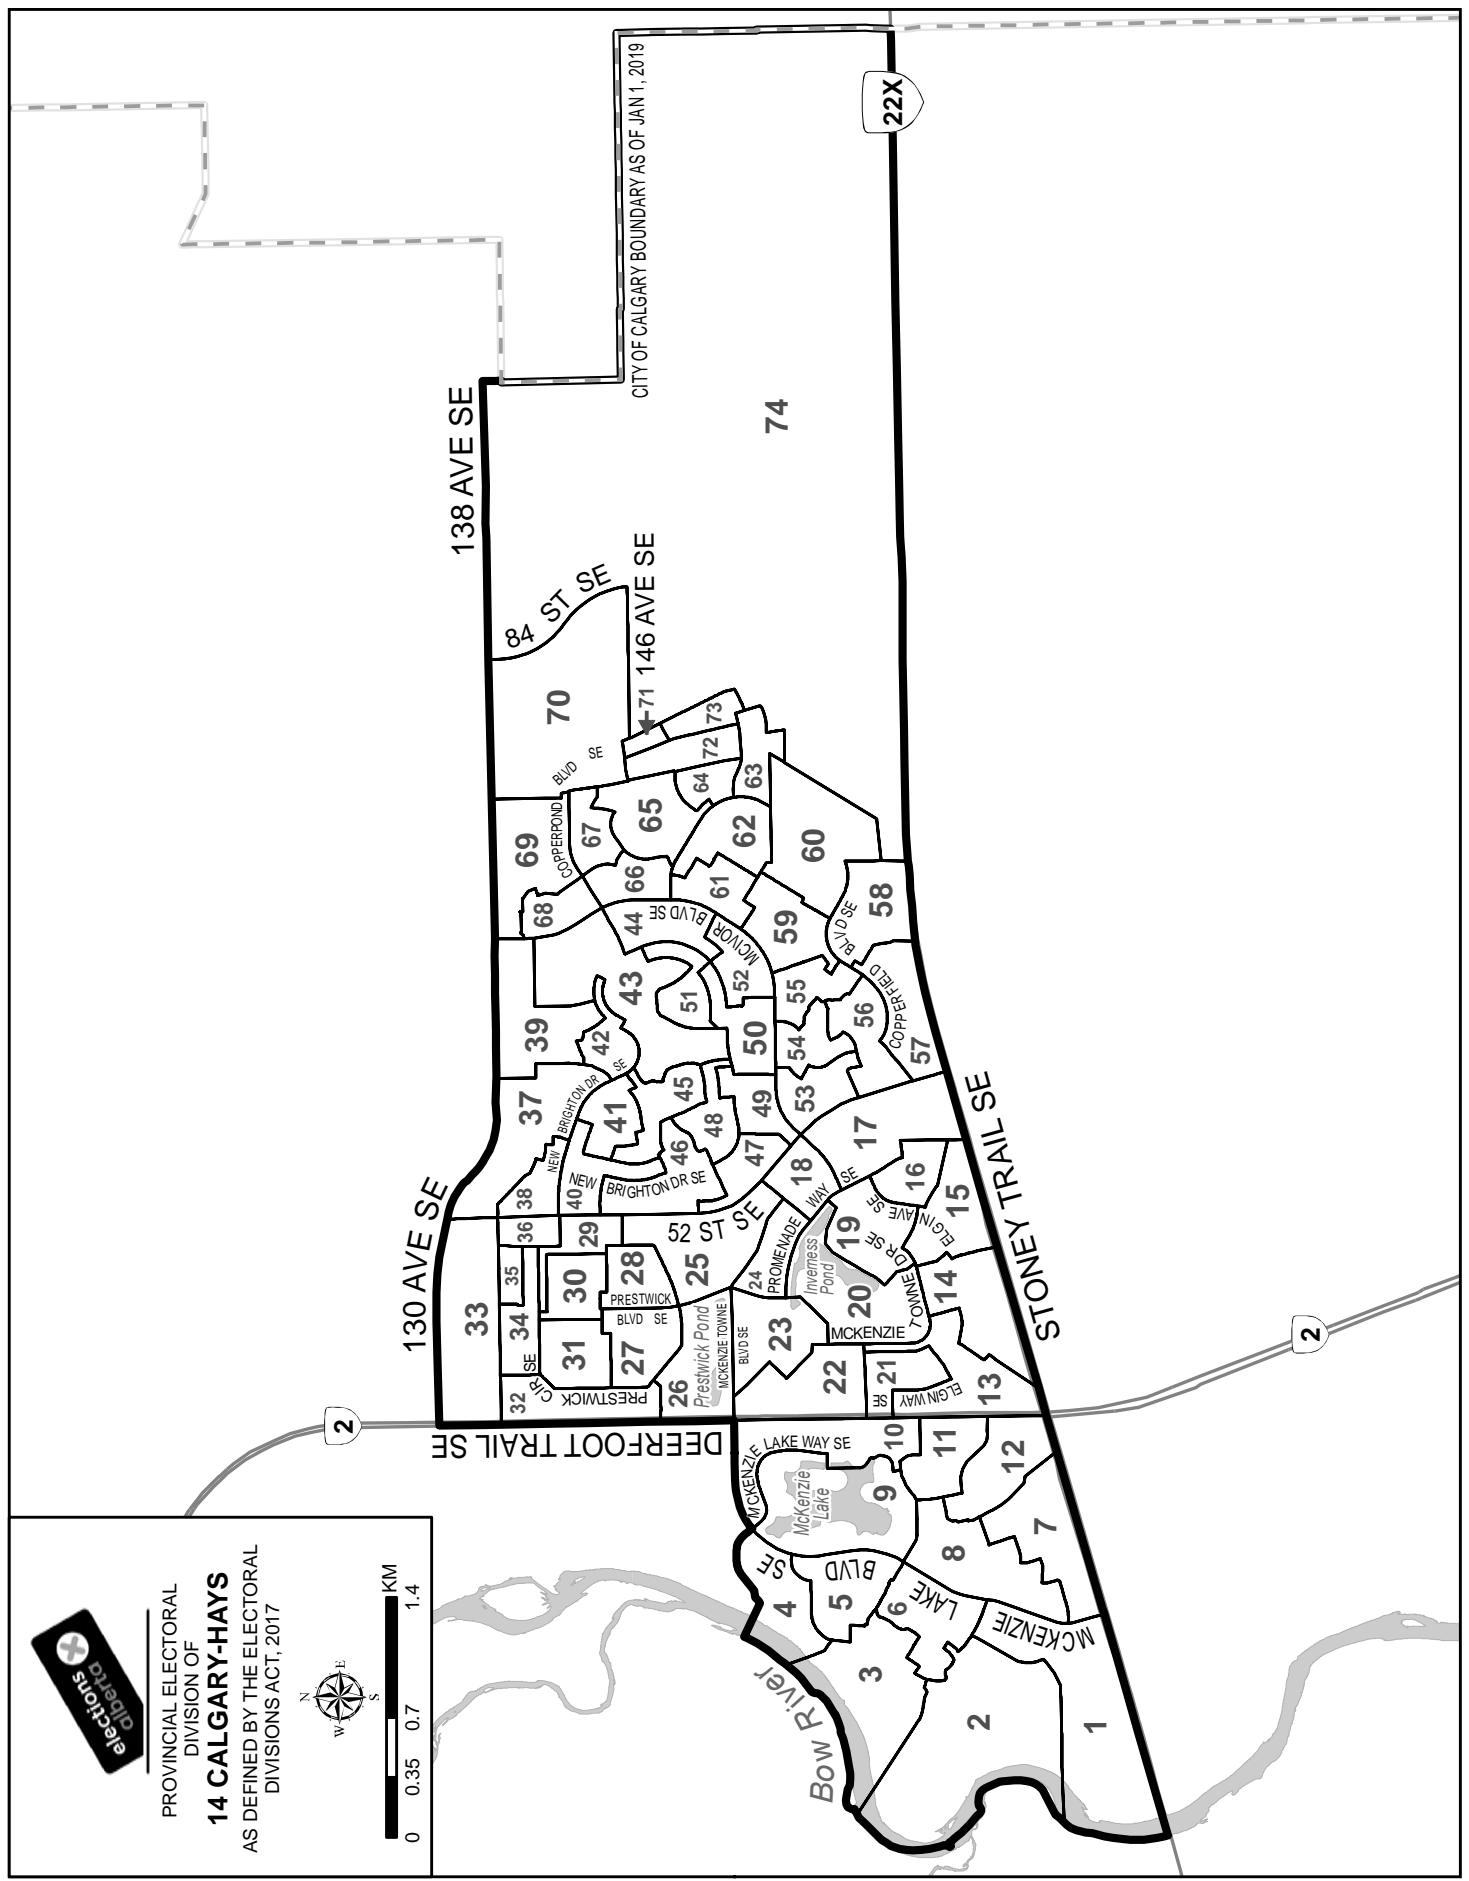 elections
alberta
PROVINCIAL ELECTORAL
DIVISION OF
14 CALGARY-HAYS
AS DEFINED BY THE ELECTORAL
DIVISIONS ACT, 2017
N
W
E
S
0
0.35
0.7
1.4
KM
2
130 AVE SE
138 AVE SE
84 ST SE
146 AVE SE
CITY OF CALGARY BOUNDARY AS OF JAN 1, 2019
22X
DEERFOOT TRAIL SE
STONEY TRAIL SE
2
Bow River
MCKENZIE
LAKE
BLVD
SE
MCKENZIE
LAKE WAY SE
McKenzie
Lake
PRESTWICK
CIR
SE
PRESTWICK
BLVD SE
Prestwick Pond
MCKENZIE TOWNE
BLVD SE
PROMENADE
WAY
SE
Inverness
Pond
MCKENZIE
TOWNE
DR SE
ELGIN
AVE
SE
ELGIN WAY
SE
52 ST SE
NEW
BRIGHTON DR SE
NEW
BRIGHTON DR
SE
MCIVOR
BLVD SE
COPPERPOND
BLVD
SE
COPPERFIELD
BLVD SE
1
2
3
4
5
6
7
8
9
10
11
12
13
14
15
16
17
18
19
20
21
22
23
24
25
26
27
28
29
30
31
32
33
34
35
36
37
38
39
40
41
42
43
44
45
46
47
48
49
50
51
52
53
54
55
56
57
58
59
60
61
62
63
64
65
66
67
68
69
70
71
72
73
74